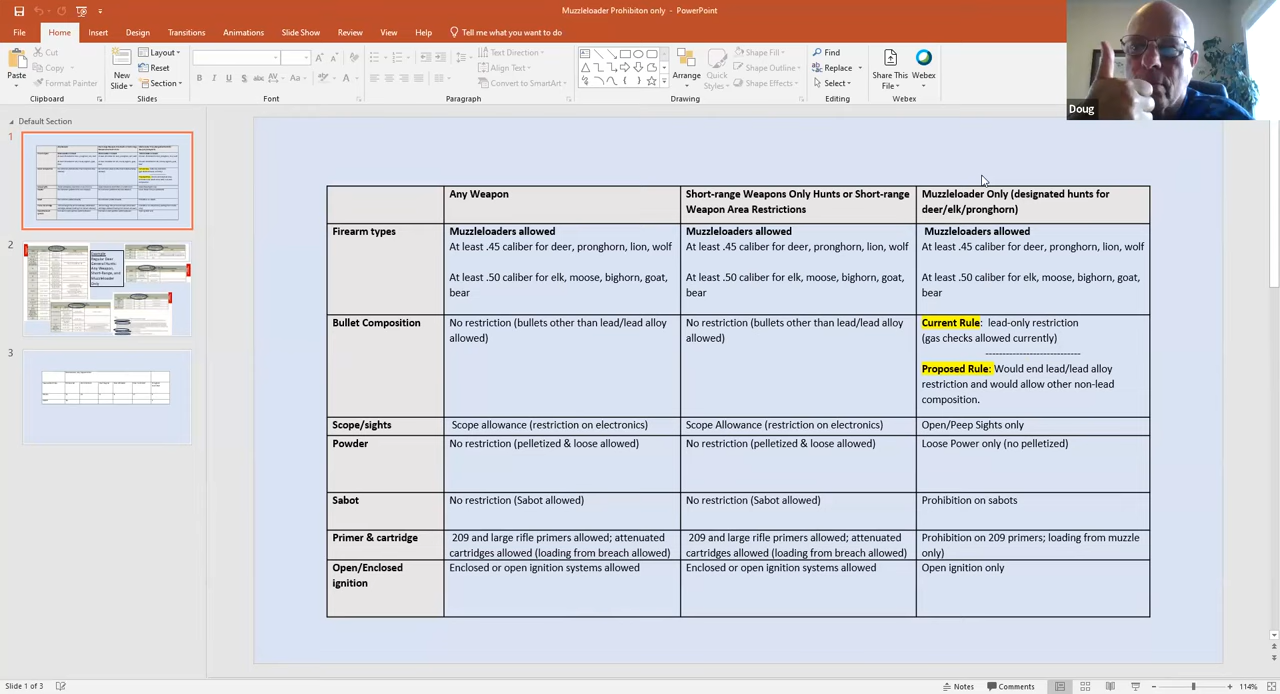 Muzzleloader Prohibiton only - PowerPoint
File Home Insert Design Transitions Animations Slide Show Review View Help Tell me what you want to do
Paste
Cut
Copy
Format Painter
Clipboard
New
Slide
Layout
Reset
Section
Slides
Font
Text Direction
Align Text
Convert to SmartArt
Paragraph
Arrange
Quick
Styles
Shape Fill
Shape Outline
Shape Effects
Drawing
Find
Replace
Select
Editing
Share This
File
Webex
Webex
Doug
Default Section
1
2
3
Any Weapon
Short-range Weapons Only Hunts or Short-range
Weapon Area Restrictions
Muzzleloader Only (designated hunts for
deer/elk/pronghorn)
Firearm types
Muzzleloaders allowed
At least .45 caliber for deer, pronghorn, lion, wolf
At least .50 caliber for elk, moose, bighorn, goat,
bear
Muzzleloaders allowed
At least .45 caliber for deer, pronghorn, lion, wolf
At least .50 caliber for elk, moose, bighorn, goat,
bear
Muzzleloaders allowed
At least .45 caliber for deer, pronghorn, lion, wolf
At least .50 caliber for elk, moose, bighorn, goat,
bear
Bullet Composition
No restriction (bullets other than lead/lead alloy
allowed)
No restriction (bullets other than lead/lead alloy
allowed)
Current Rule: lead-only restriction
(gas checks allowed currently)
----------------------------
Proposed Rule: Would end lead/lead alloy
restriction and would allow other non-lead
composition.
Scope/sights
Scope allowance (restriction on electronics)
Scope Allowance (restriction on electronics)
Open/Peep Sights only
Powder
No restriction (pelletized & loose allowed)
No restriction (pelletized & loose allowed)
Loose Power only (no pelletized)
Sabot
No restriction (Sabot allowed)
No restriction (Sabot allowed)
Prohibition on sabots
Primer & cartridge
209 and large rifle primers allowed; attenuated
cartridges allowed (loading from breach allowed)
209 and large rifle primers allowed; attenuated
cartridges allowed (loading from breach allowed)
Prohibition on 209 primers; loading from muzzle
only)
Open/Enclosed
ignition
Enclosed or open ignition systems allowed
Enclosed or open ignition systems allowed
Open ignition only
Slide 1 of 3
Notes
Comments
114%